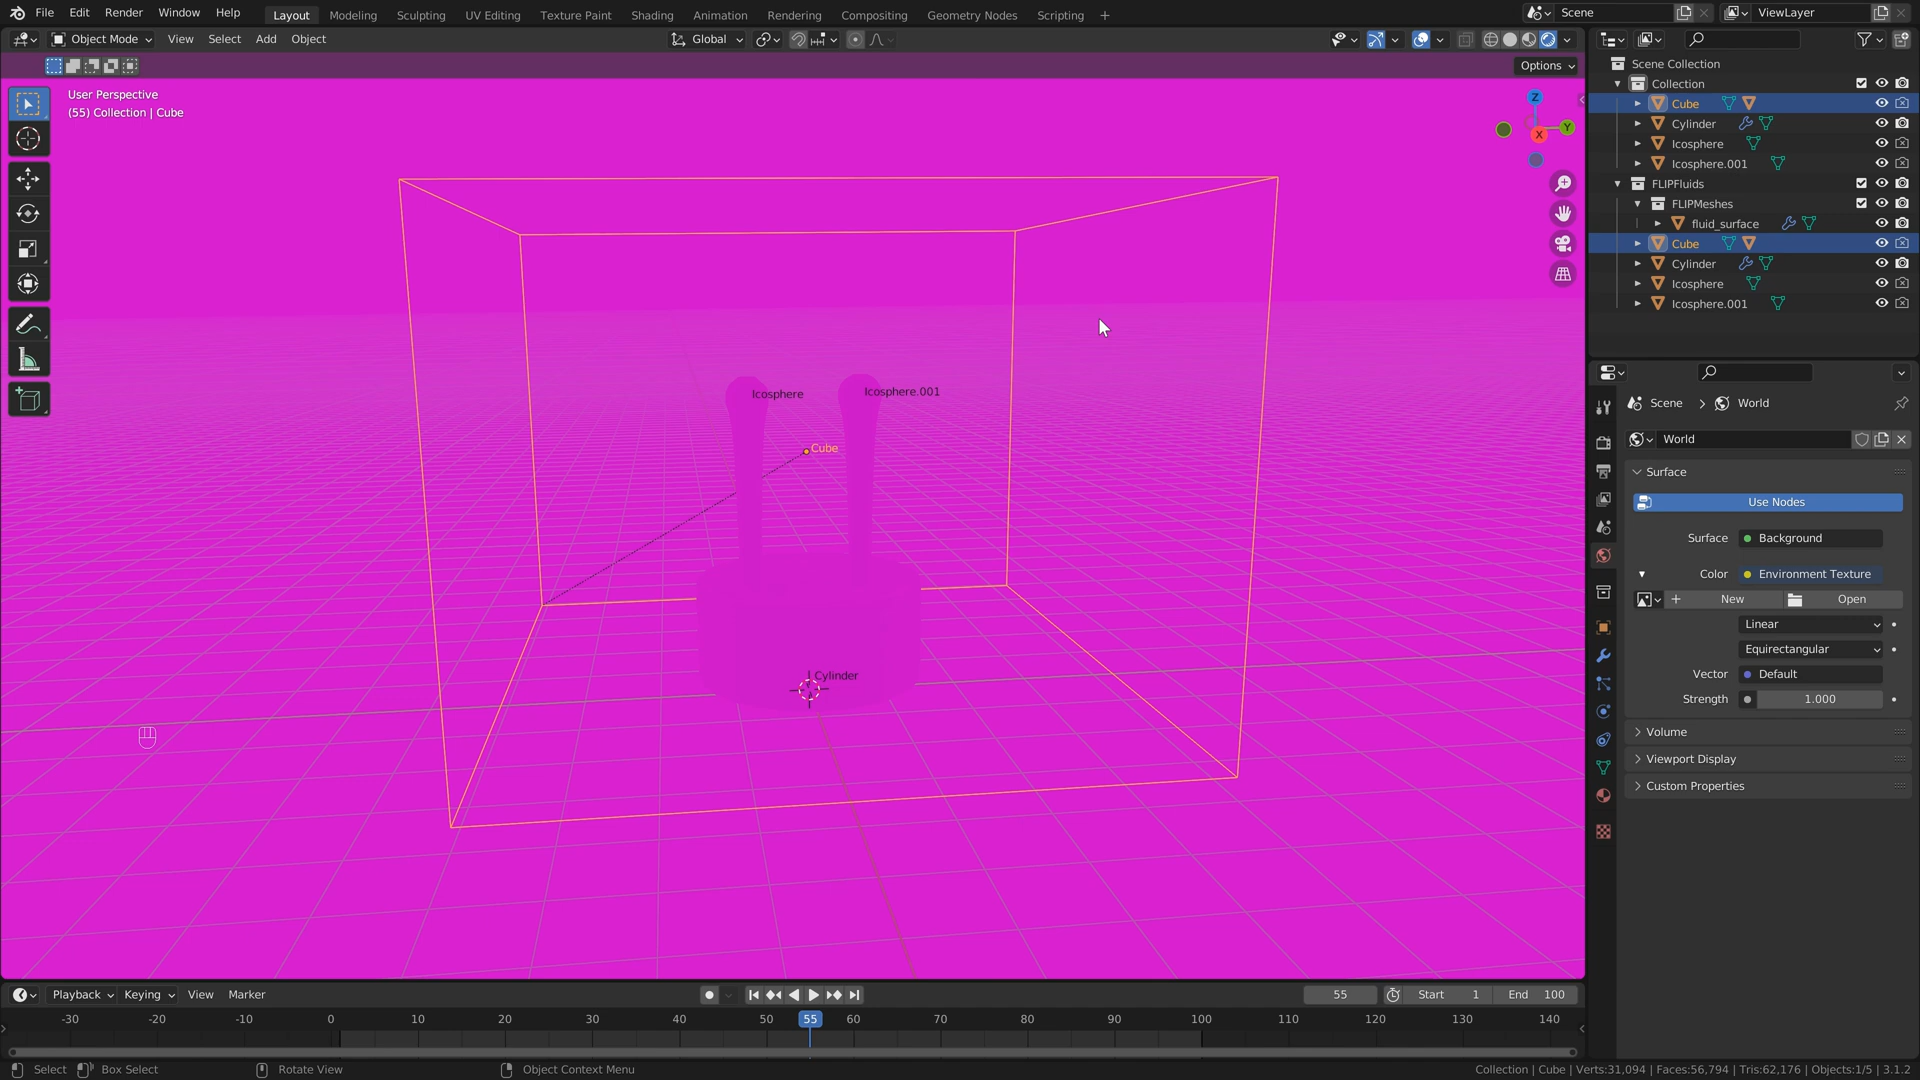 File Edit Render Window Help Layout Modeling Sculpting UV Editing Texture Paint Shading Animation Rendering Compositing Geometry Nodes Scripting + Scene ViewLayer
Object Mode View Select Add Object Global
Options
User Perspective
(55) Collection | Cube
Z
Y
X
Icosphere
Icosphere.001
Cube
Cylinder
Scene Collection
Collection
Cube
Cylinder
Icosphere
Icosphere.001
FLIPFluids
FLIPMeshes
fluid_surface
Cube
Cylinder
Icosphere
Icosphere.001
Scene > World
World
Surface
Use Nodes
Surface Background
Color Environment Texture
+ New Open
Linear
Equirectangular
Vector Default
Strength 1.000
Volume
Viewport Display
Custom Properties
Playback Keying View Marker 55 Start 1 End 100
-30 -20 -10 0 10 20 30 40 50 55 60 70 80 90 100 110 120 130 140
Select Box Select Rotate View Object Context Menu Collection | Cube | Verts:31,094 | Faces:56,794 | Tris:62,176 | Objects:1/5 | 3.1.2